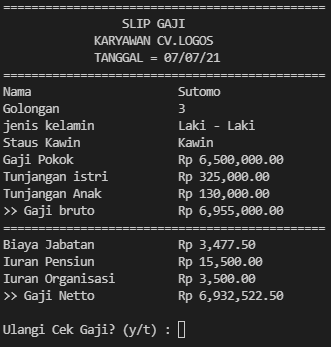 ==============================================
SLIP GAJI
KARYAWAN CV.LOGOS
TANGGAL = 07/07/21
==============================================
Nama Sutomo
Golongan 3
jenis kelamin Laki - Laki
Staus Kawin Kawin
Gaji Pokok Rp 6,500,000.00
Tunjangan istri Rp 325,000.00
Tunjangan Anak Rp 130,000.00
>> Gaji bruto Rp 6,955,000.00
==============================================
Biaya Jabatan Rp 3,477.50
Iuran Pensiun Rp 15,500.00
Iuran Organisasi Rp 3,500.00
>> Gaji Netto Rp 6,932,522.50
Ulangi Cek Gaji? (y/t) :